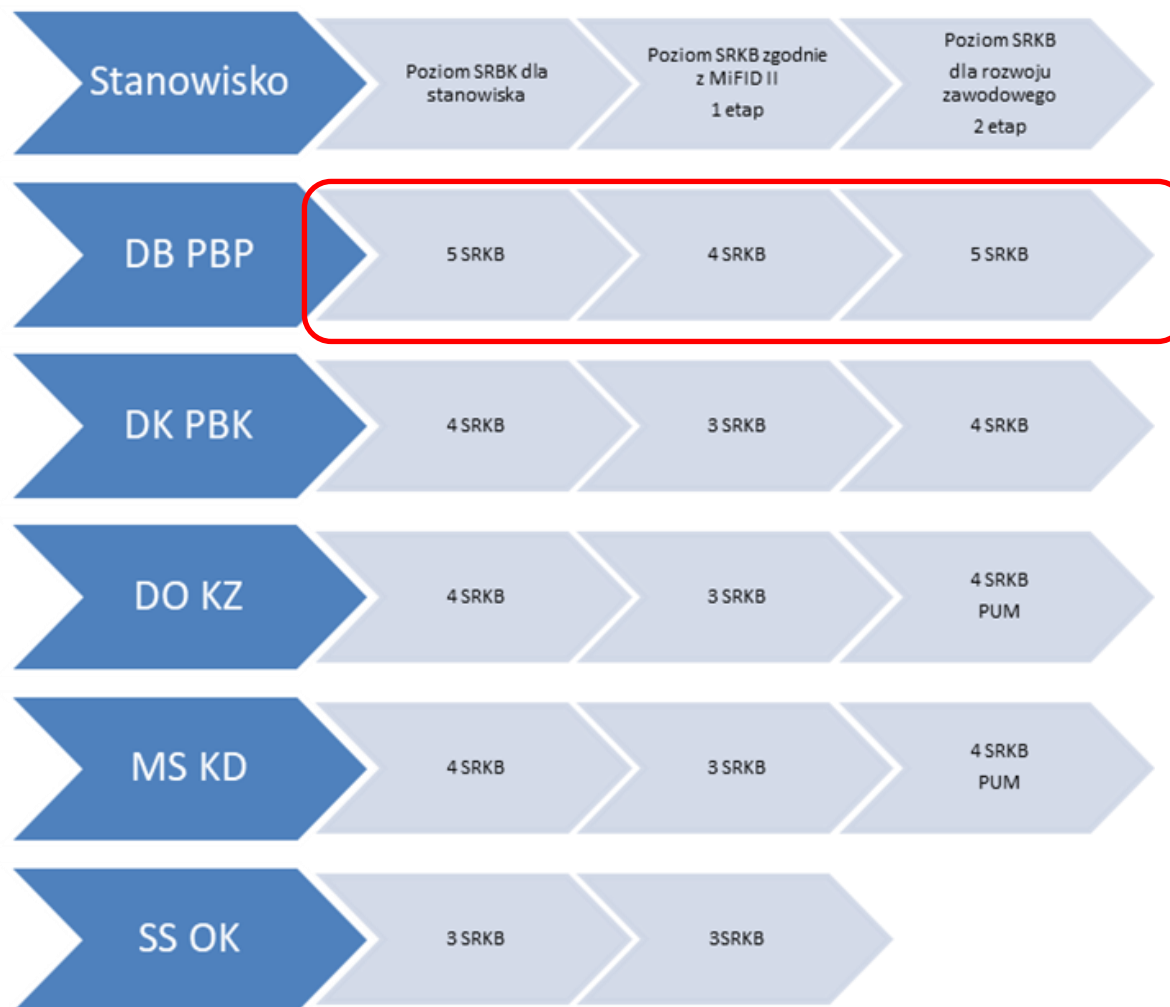 Stanowisko
Poziom SRBK dla
stanowiska
Poziom SRKB zgodnie
z MiFID II
1 etap
Poziom SRKB
dla rozwoju
zawodowego
2 etap
DB PBP
5 SRKB
4 SRKB
5 SRKB
DK PBK
4 SRKB
3 SRKB
4 SRKB
DO KZ
4 SRKB
3 SRKB
4 SRKB
PUM
MS KD
4 SRKB
3 SRKB
4 SRKB
PUM
SS OK
3 SRKB
3SRKB